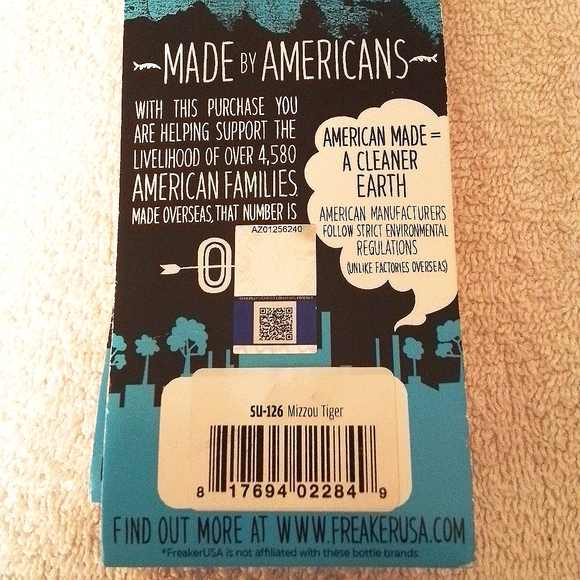 MADE BY AMERICANS
WITH THIS PURCHASE YOU
ARE HELPING SUPPORT THE
LIVELIHOOD OF OVER 4,580
AMERICAN FAMILIES.
MADE OVERSEAS, THAT NUMBER IS
0
AMERICAN MADE =
A CLEANER
EARTH
AMERICAN MANUFACTURERS
FOLLOW STRICT ENVIRONMENTAL
REGULATIONS
(UNLIKE FACTORIES OVERSEAS)
AZ01256240
SU-126 Mizzou Tiger
8 17694 02284 9
FIND OUT MORE AT WWW.FREAKERUSA.COM
*FreakerUSA is not affiliated with these bottle brands.